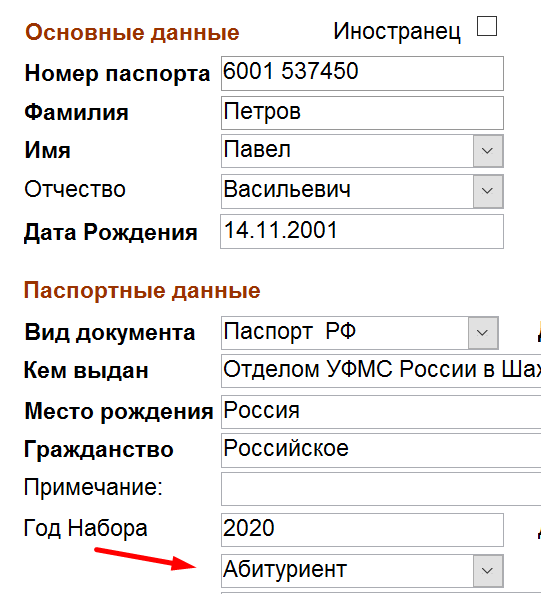 Основные данные Иностранец
Номер паспорта 6001 537450
Фамилия Петров
Имя Павел
Отчество Васильевич
Дата Рождения 14.11.2001
Паспортные данные
Вид документа Паспорт РФ
Кем выдан Отделом УФМС России в Шах
Место рождения Россия
Гражданство Российское
Примечание:
Год Набора 2020
Абитуриент